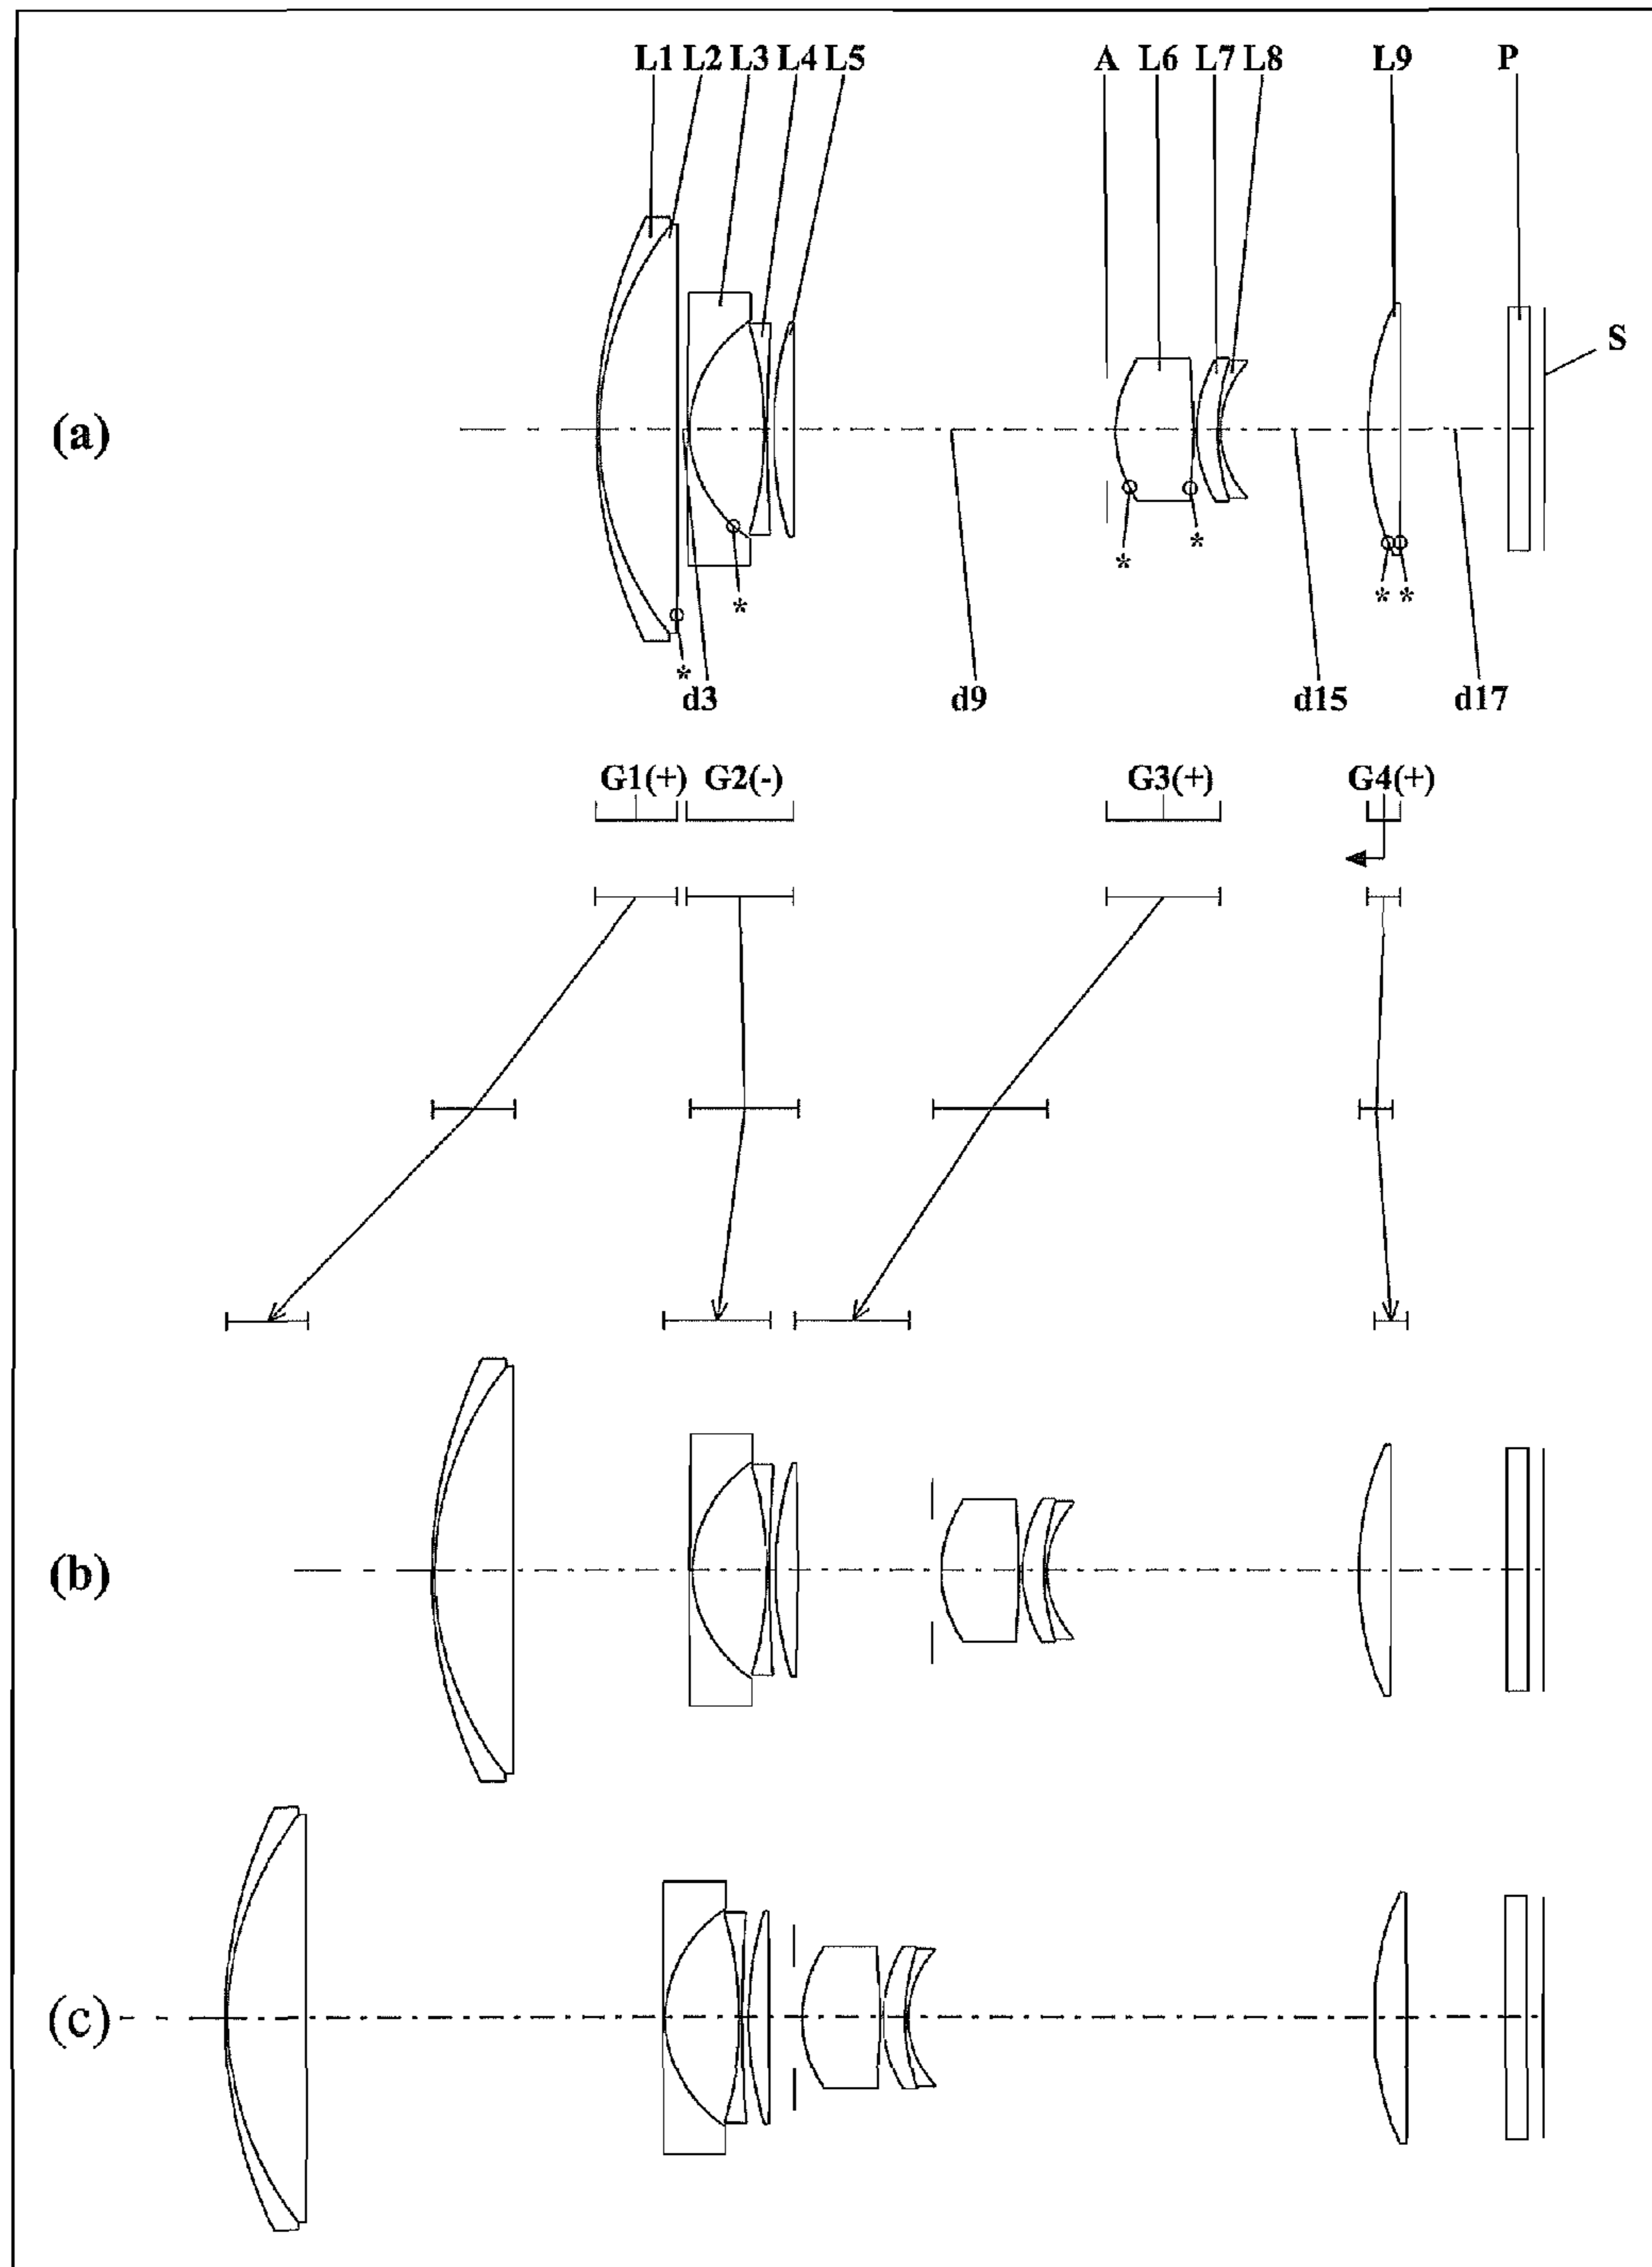 L1 L2 L3 L4 L5 A L6 L7 L8 L9 P
S
(a)
* * * * * *
d3 d9 d15 d17
G1(+) G2(-) G3(+) G4(+)
(b)
(c)